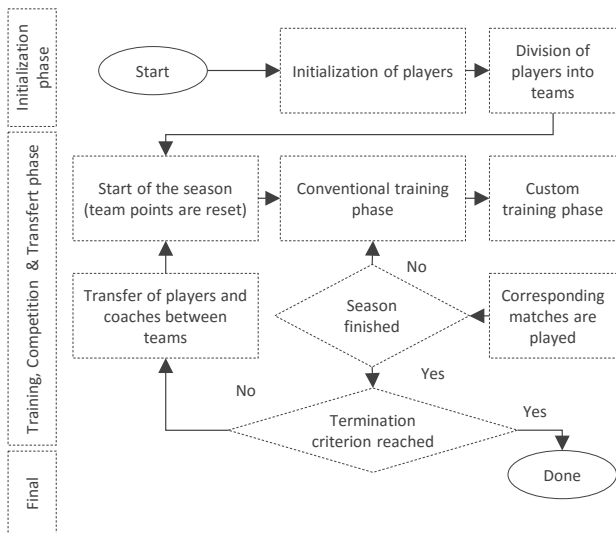 Initialization
phase
Start
Initialization of players
Division of
players into
teams
Training, Competition & Transfert phase
Start of the season
(team points are reset)
Conventional training
phase
Custom
training phase
No
Transfer of players and
coaches between
teams
Season
finished
Corresponding
matches are
played
Yes
No
Termination
criterion reached
Yes
Final
Done